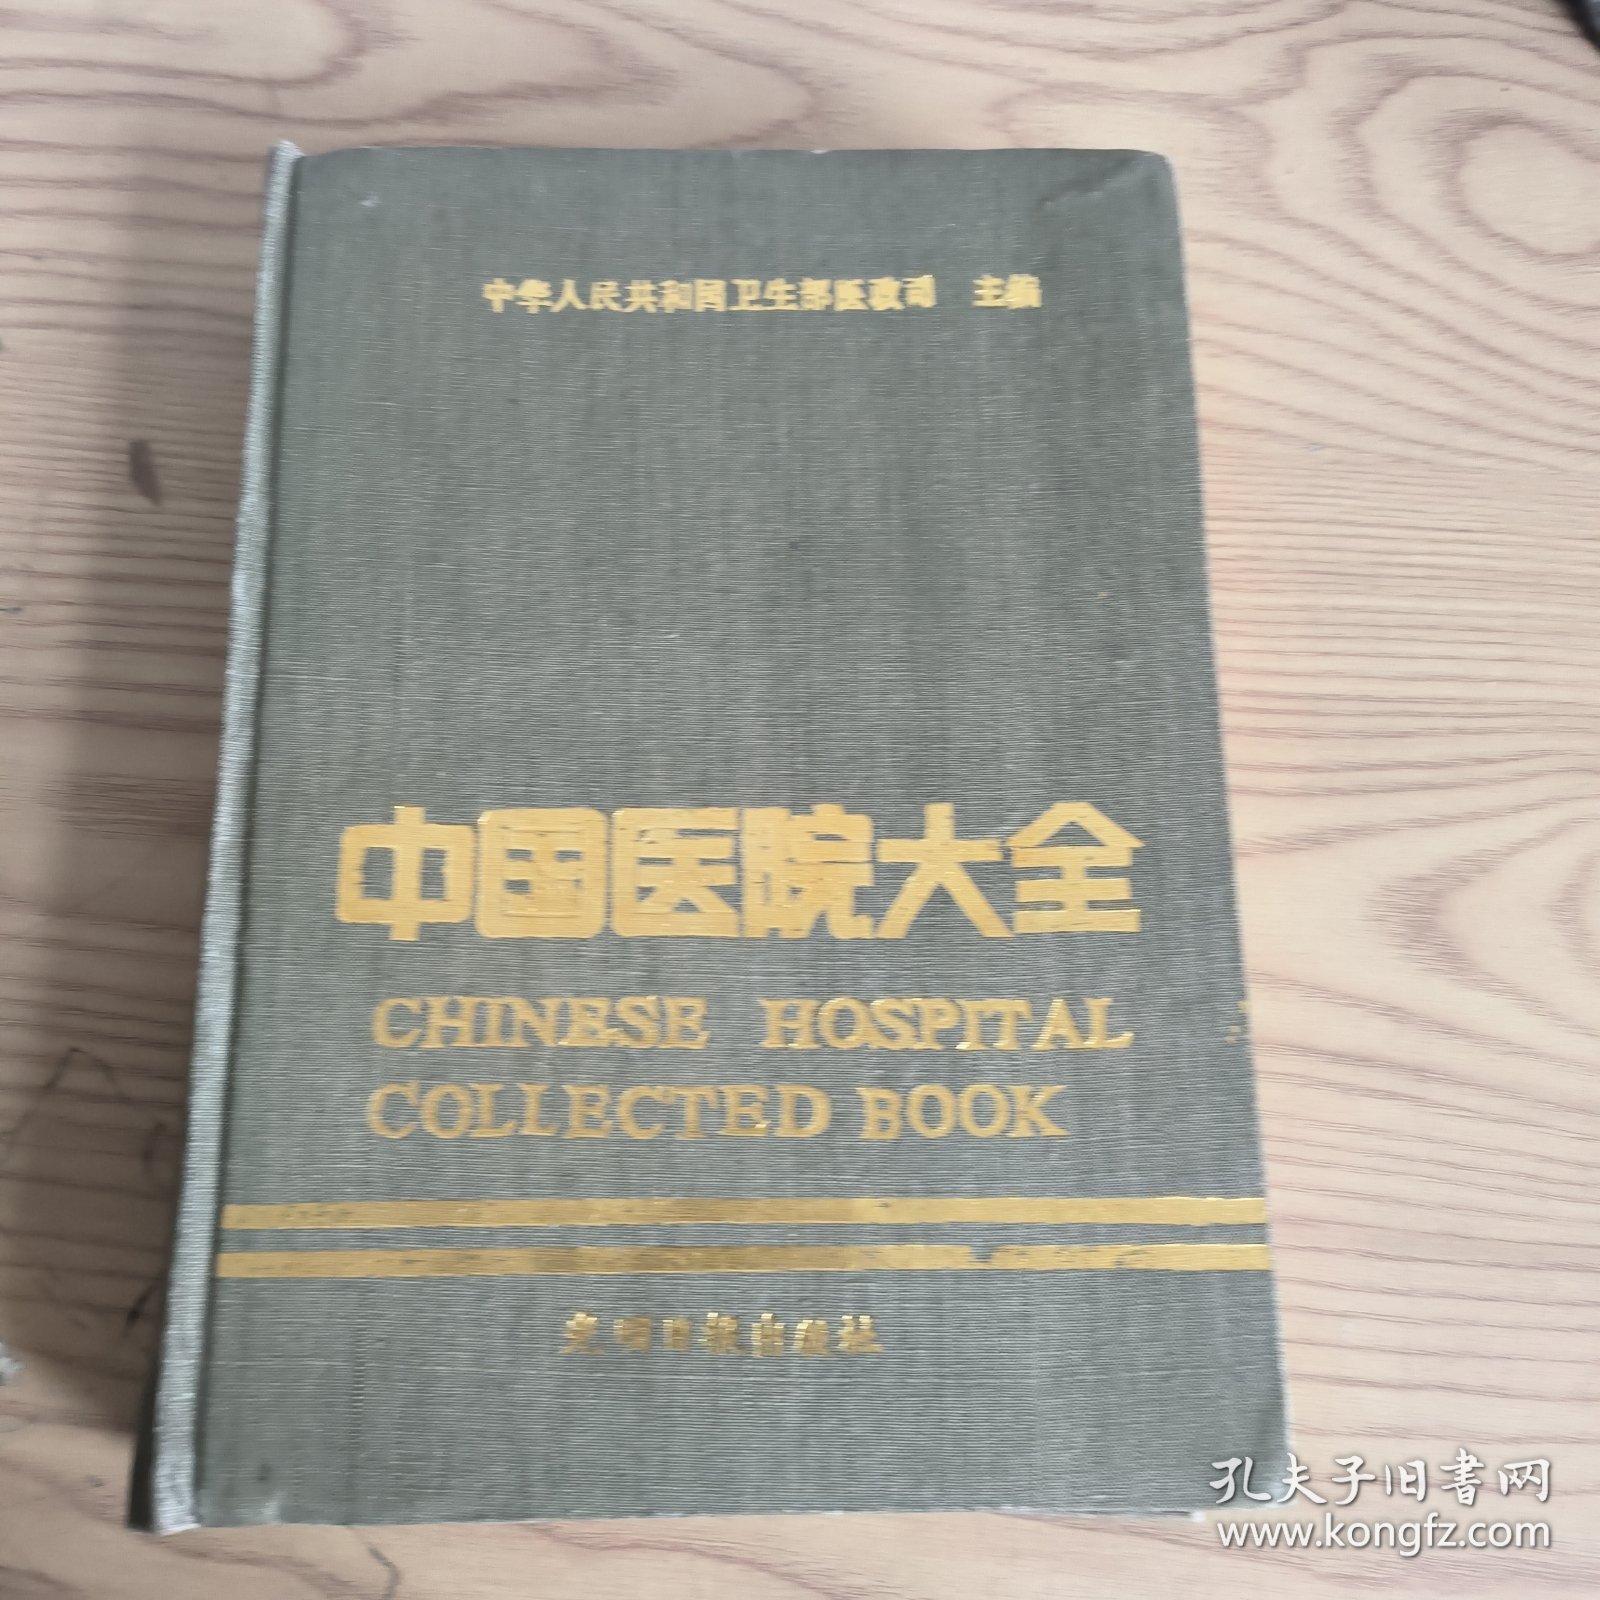 中华人民共和国卫生部医政司 主编
中国医院大全
CHINESE HOSPITAL
COLLECTED BOOK
光明日报出版社
孔夫子旧书网
www.kongfz.com